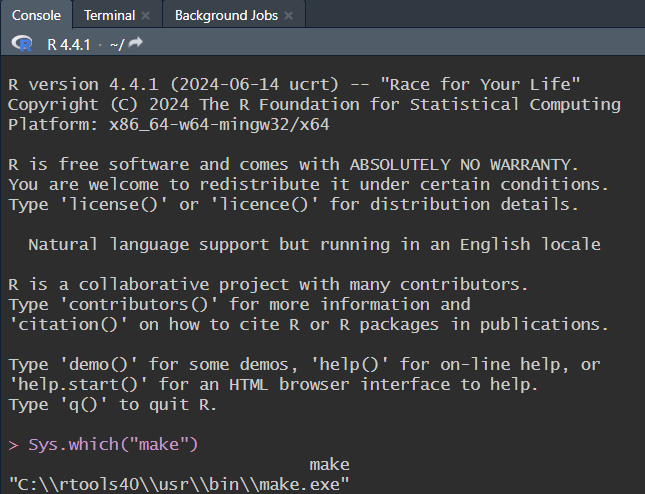 Console Terminal Background Jobs
R R 4.4.1 · ~/
R version 4.4.1 (2024-06-14 ucrt) -- "Race for Your Life"
Copyright (C) 2024 The R Foundation for Statistical Computing
Platform: x86_64-w64-mingw32/x64
R is free software and comes with ABSOLUTELY NO WARRANTY.
You are welcome to redistribute it under certain conditions.
Type 'license()' or 'licence()' for distribution details.
Natural language support but running in an English locale
R is a collaborative project with many contributors.
Type 'contributors()' for more information and
'citation()' on how to cite R or R packages in publications.
Type 'demo()' for some demos, 'help()' for on-line help, or
'help.start()' for an HTML browser interface to help.
Type 'q()' to quit R.
> Sys.which("make")
make
"C:\\rtools40\\usr\\bin\\make.exe"